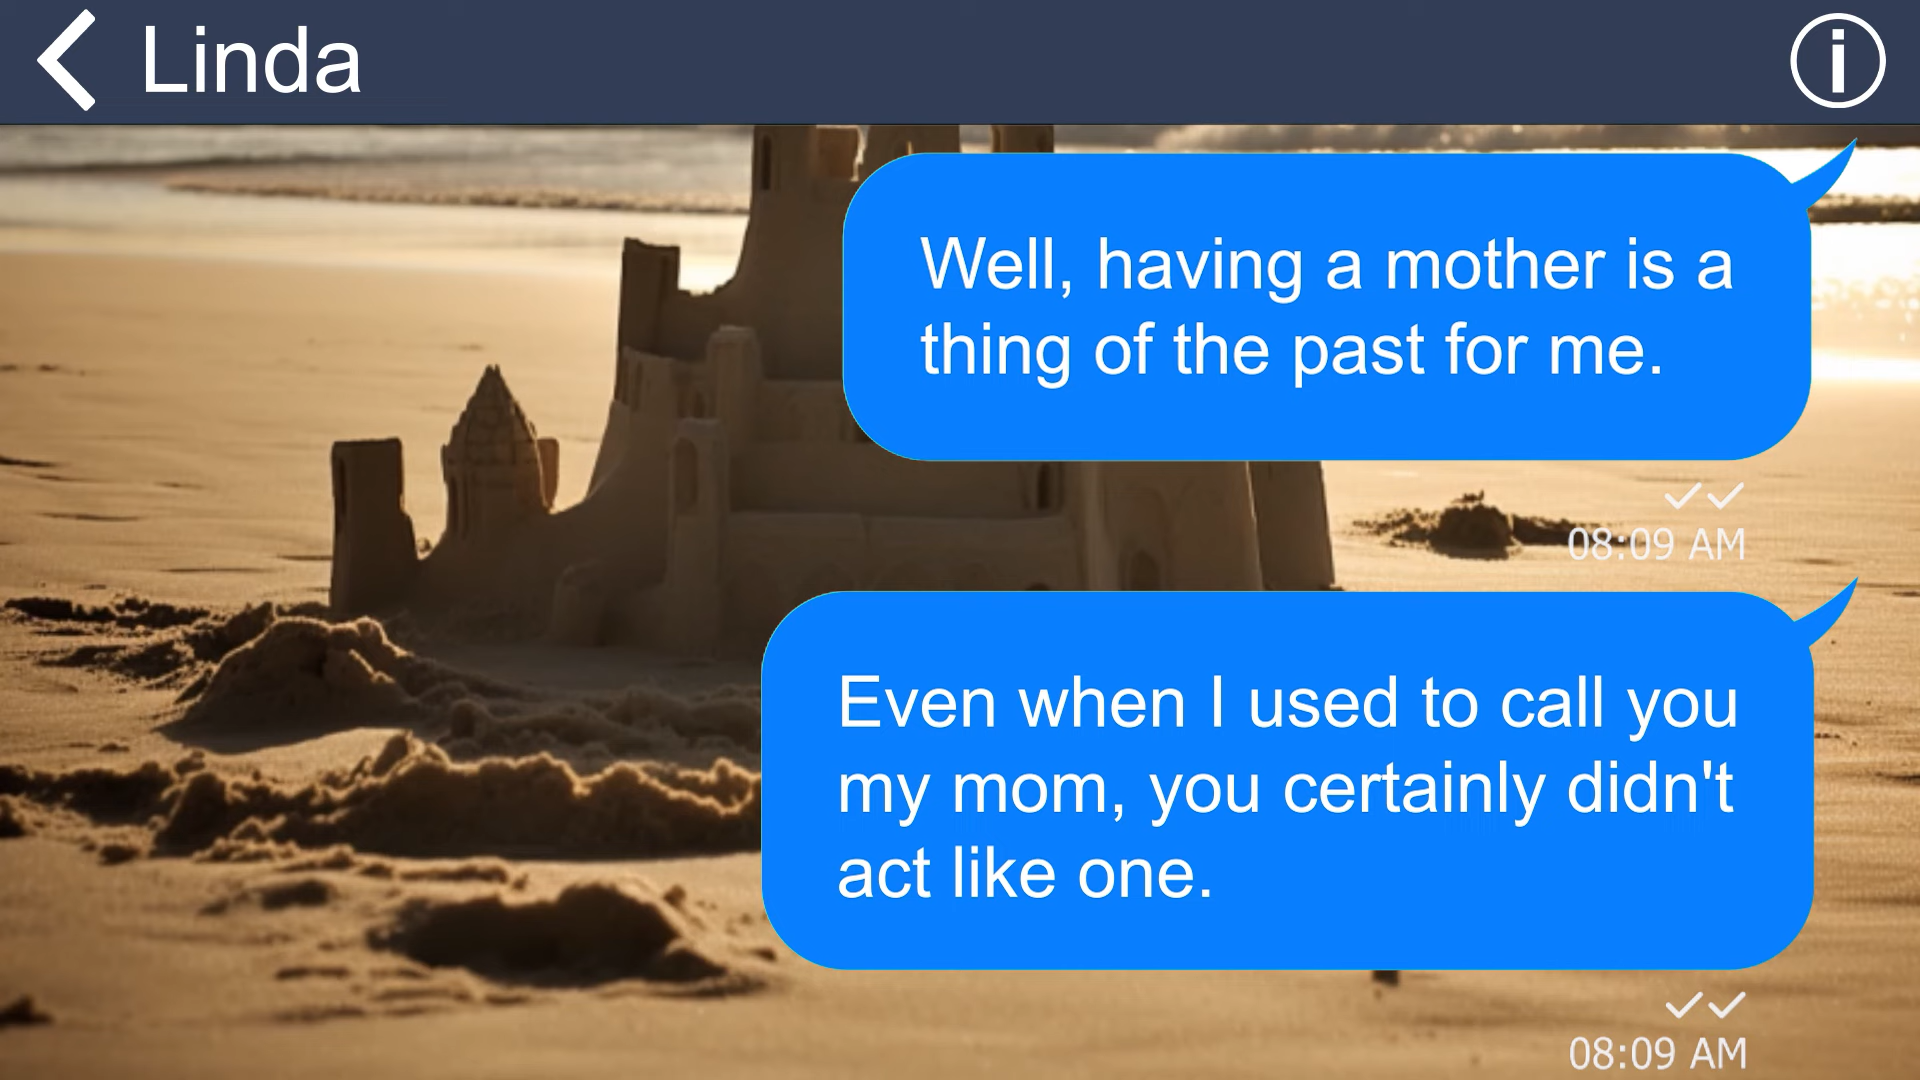 Linda
Well, having a mother is a
thing of the past for me.
08:09 AM
Even when I used to call you
my mom, you certainly didn't
act like one.
08:09 AM